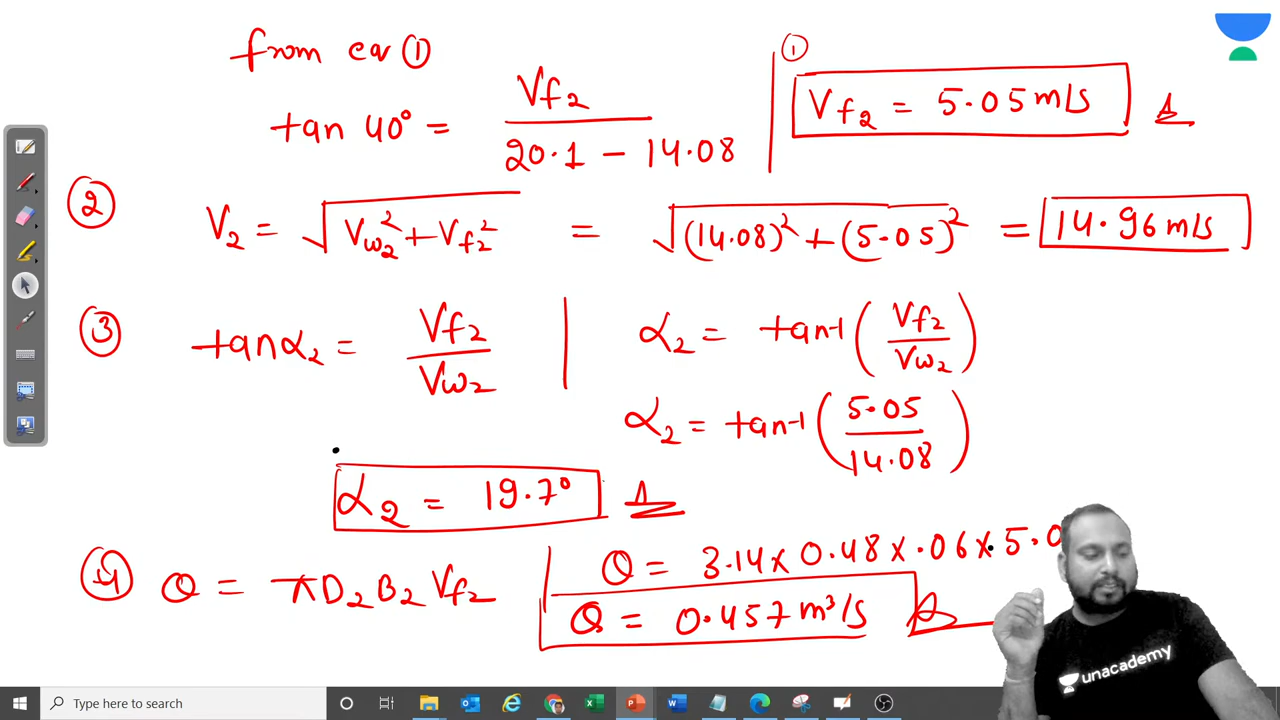 from eq ①
tan 40° = Vf₂ / (20.1 – 14.08)
① Vf₂ = 5.05 m/s
② V₂ = √(Vw₂² + Vf₂²) = √((14.08)² + (5.05)²) = 14.96 m/s
③ tanα₂ = Vf₂ / Vw₂
α₂ = tan-1 (Vf₂ / Vw₂)
α₂ = tan-1 (5.05 / 14.08)
α₂ = 19.7°
④ Q = πD₂B₂Vf₂
Q = 3.14 × 0.48 × .06 × 5.0
Q = 0.457 m³/s
unacademy
Type here to search